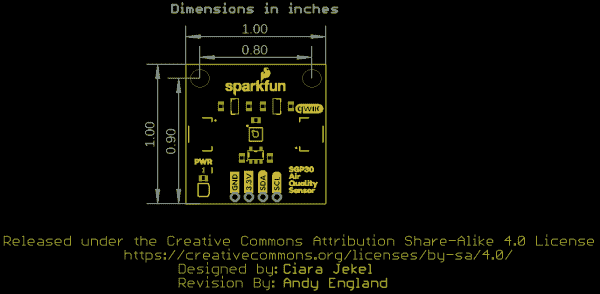 Dimensions in inches
1.00
0.80
1.00
0.90
sparkfun
qwiic
PWR
1
GND
3.3V
SDA
SCL
SGP30
Air
Quality
Sensor
Released under the Creative Commons Attribution Share-Alike 4.0 License
https://creativecommons.org/licenses/by-sa/4.0/
Designed by: Ciara Jekel
Revision By: Andy England